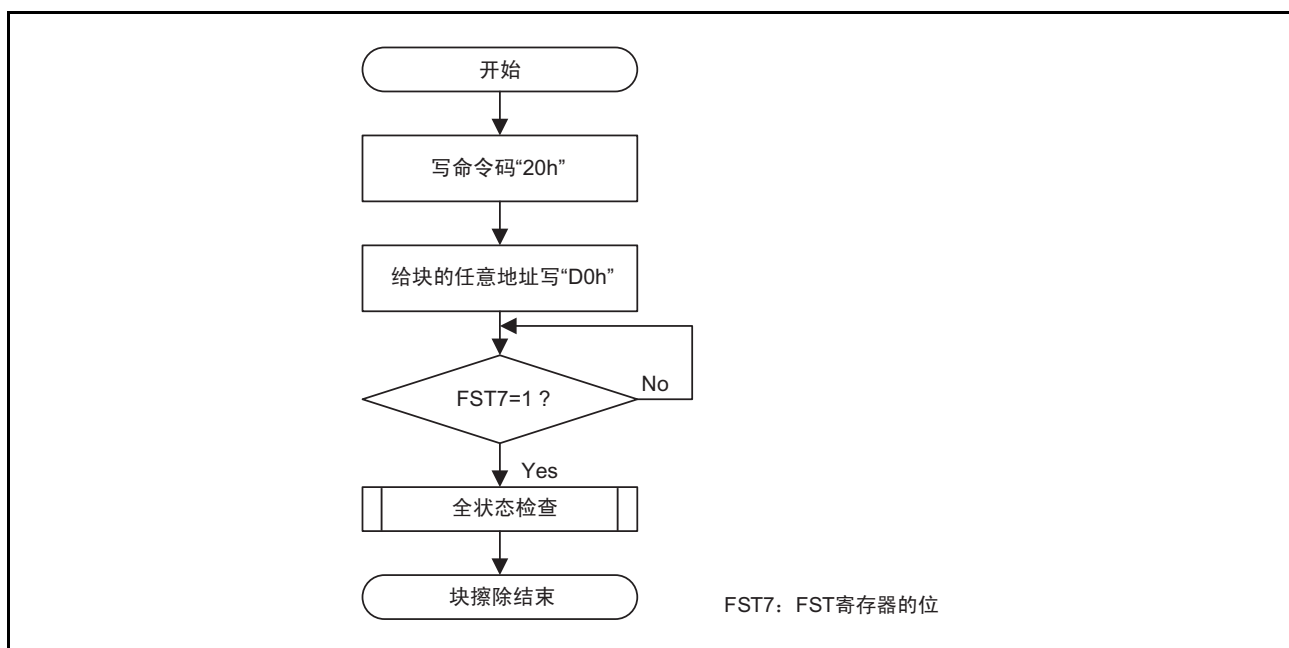 开始
写命令码“20h”
给块的任意地址写“D0h”
FST7=1 ?
No
Yes
全状态检查
块擦除结束
FST7：FST寄存器的位